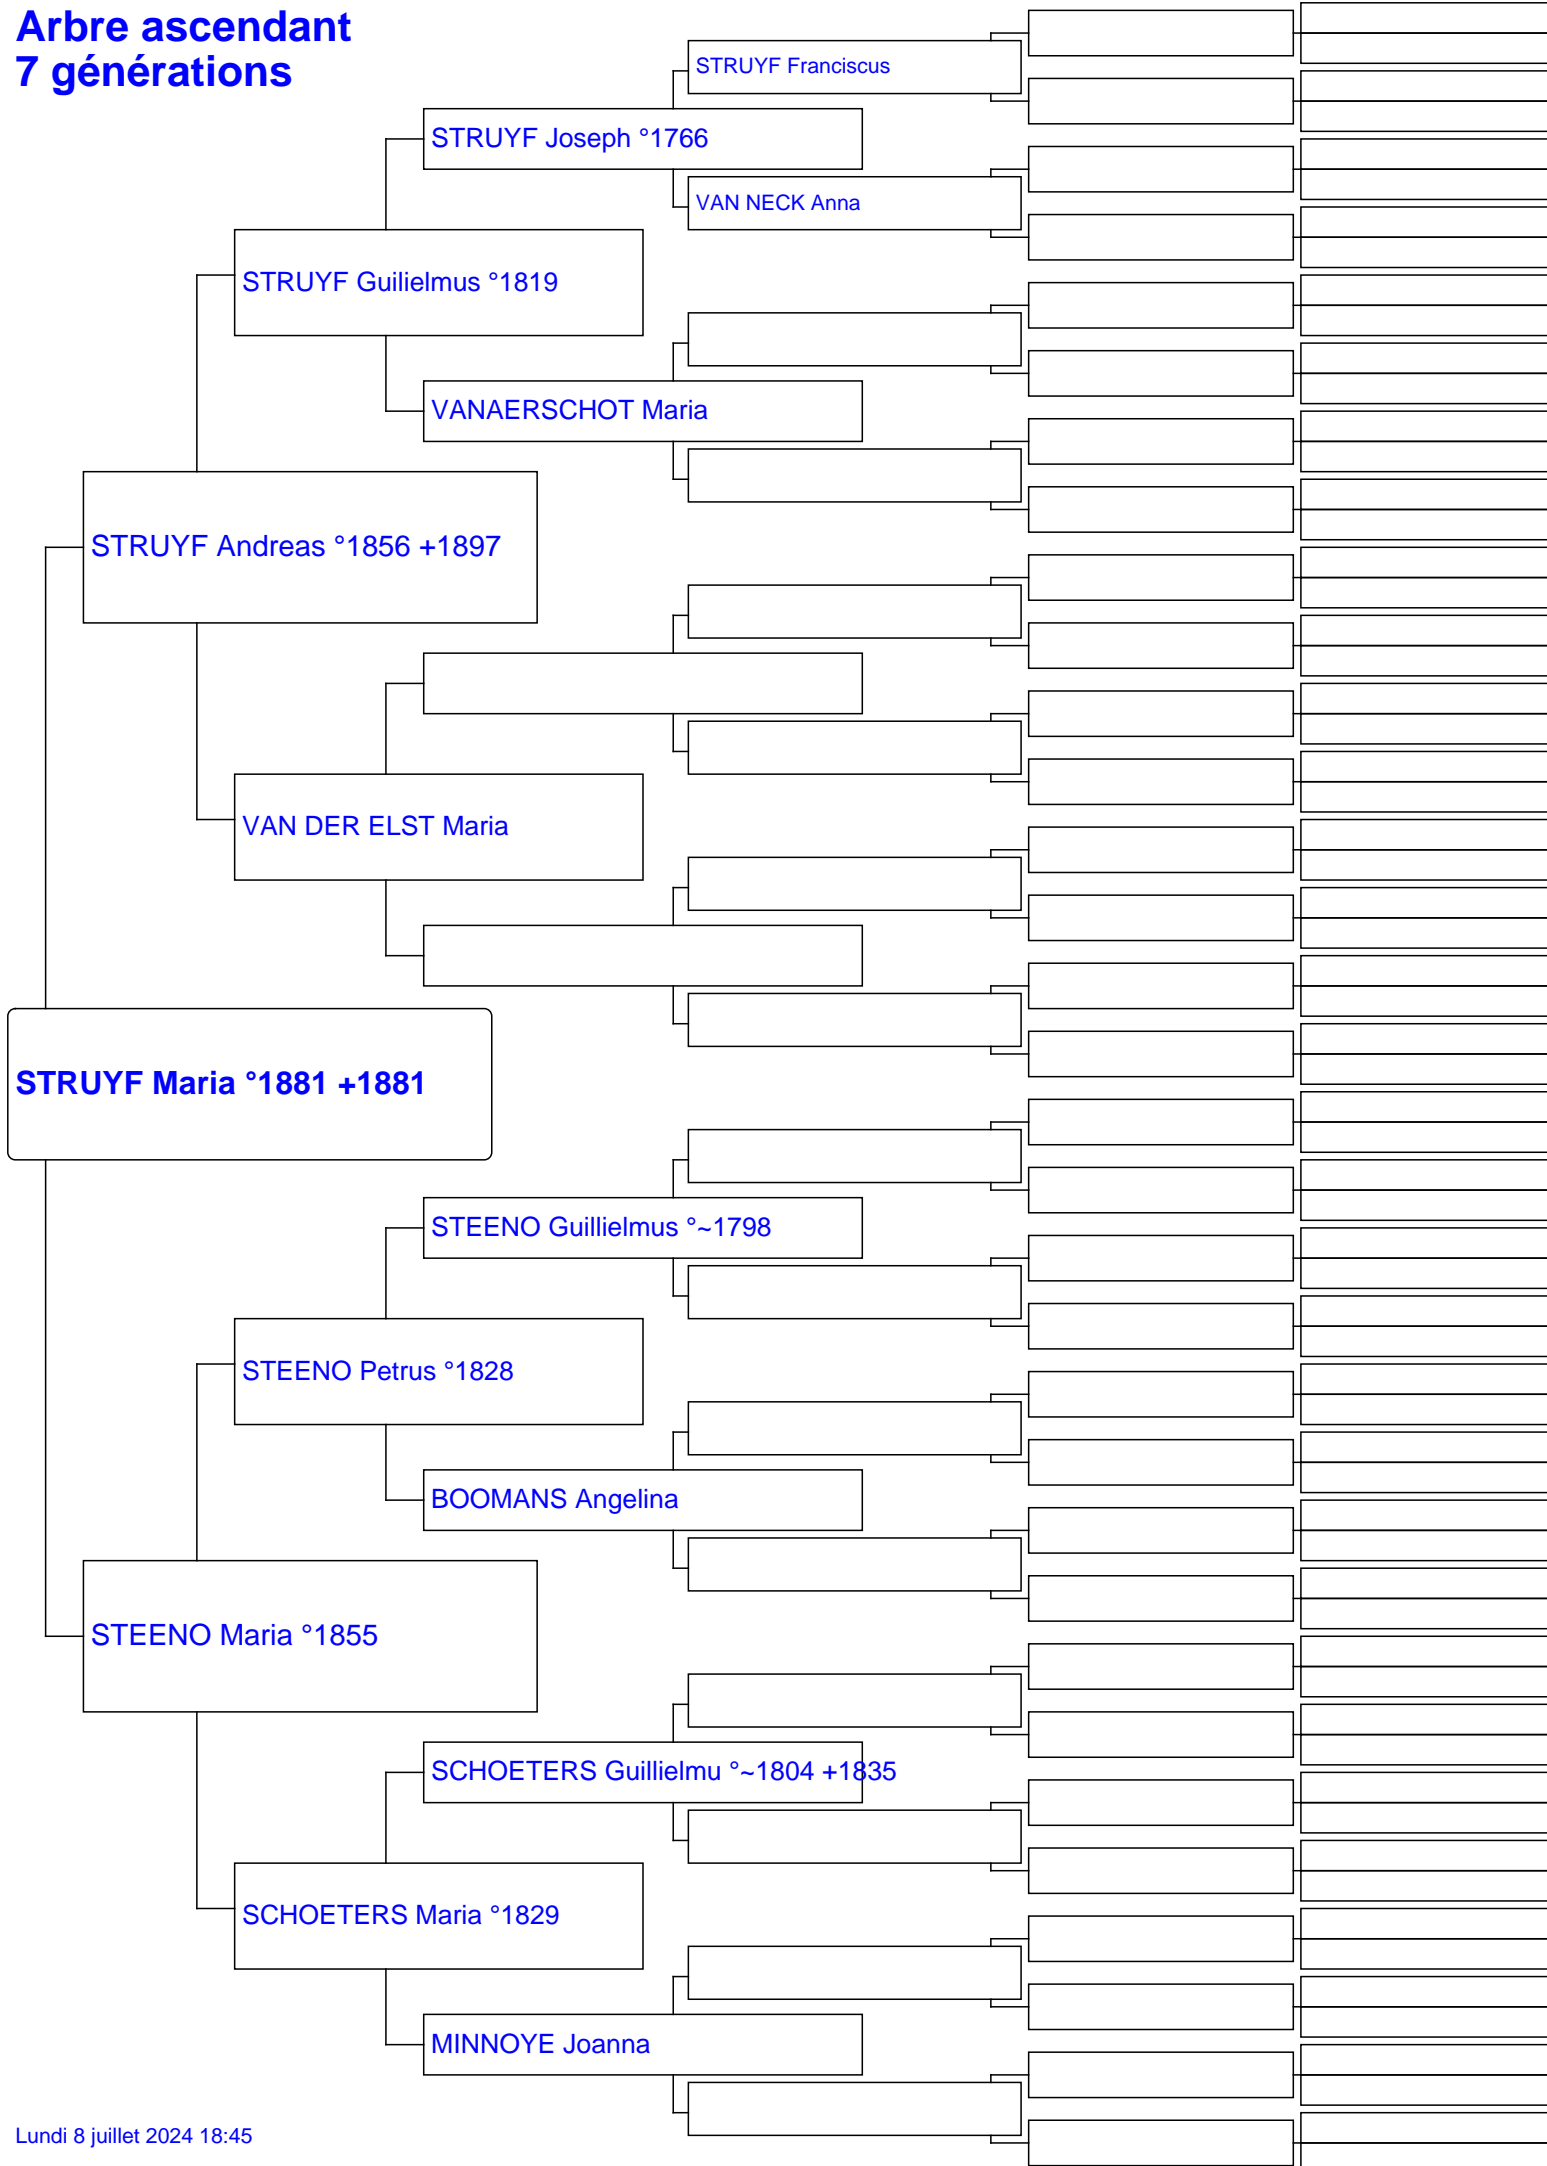 Arbre ascendant
7 générations
STRUYF Franciscus
STRUYF Joseph °1766
VAN NECK Anna
STRUYF Guilielmus °1819
VANAERSCHOT Maria
STRUYF Andreas °1856 +1897
VAN DER ELST Maria
STRUYF Maria °1881 +1881
STEENO Guillielmus °~1798
STEENO Petrus °1828
BOOMANS Angelina
STEENO Maria °1855
SCHOETERS Guillielmu °~1804 +1835
SCHOETERS Maria °1829
MINNOYE Joanna
Lundi 8 juillet 2024 18:45